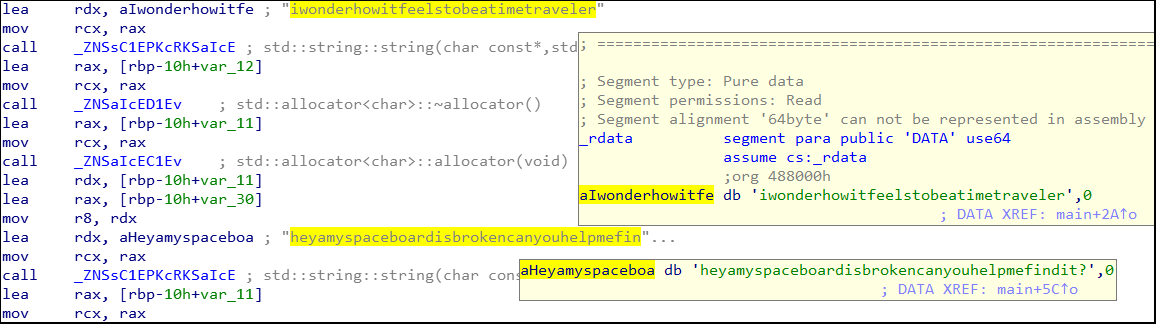 lea rdx, aIwonderhowitfe ; "iwonderhowitfeelstobeatimetraveler"
mov rcx, rax
call _ZNSsC1EPKcRKSaIcE ; std::string::string(char const*,std
lea rax, [rbp-10h+var_12]
mov rcx, rax
call _ZNSaIcED1Ev ; std::allocator<char>::~allocator()
lea rax, [rbp-10h+var_11]
mov rcx, rax
call _ZNSaIcEC1Ev ; std::allocator<char>::allocator(void)
lea rdx, [rbp-10h+var_11]
lea rax, [rbp-10h+var_30]
mov r8, rdx
lea rdx, aHeyamyspaceboa ; "heyamyspaceboardisbrokencanyouhelpmefin"...
mov rcx, rax
call _ZNSsC1EPKcRKSaIcE ; std::string::string(char cons
lea rax, [rbp-10h+var_11]
mov rcx, rax
; ===========================================================
; Segment type: Pure data
; Segment permissions: Read
; Segment alignment '64byte' can not be represented in assembly
_rdata segment para public 'DATA' use64
assume cs:_rdata
;org 488000h
aIwonderhowitfe db 'iwonderhowitfeelstobeatimetraveler',0
; DATA XREF: main+2A↑o
aHeyamyspaceboa db 'heyamyspaceboardisbrokencanyouhelpmefindit?',0
; DATA XREF: main+5C↑o